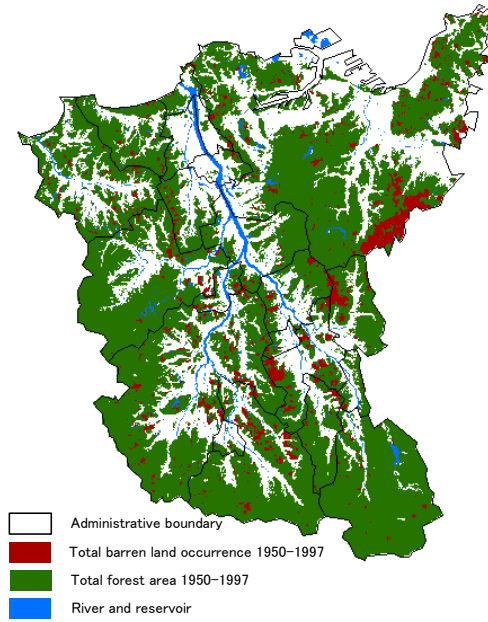 Administrative boundary
Total barren land occurrence 1950-1997
Total forest area 1950-1997
River and reservoir